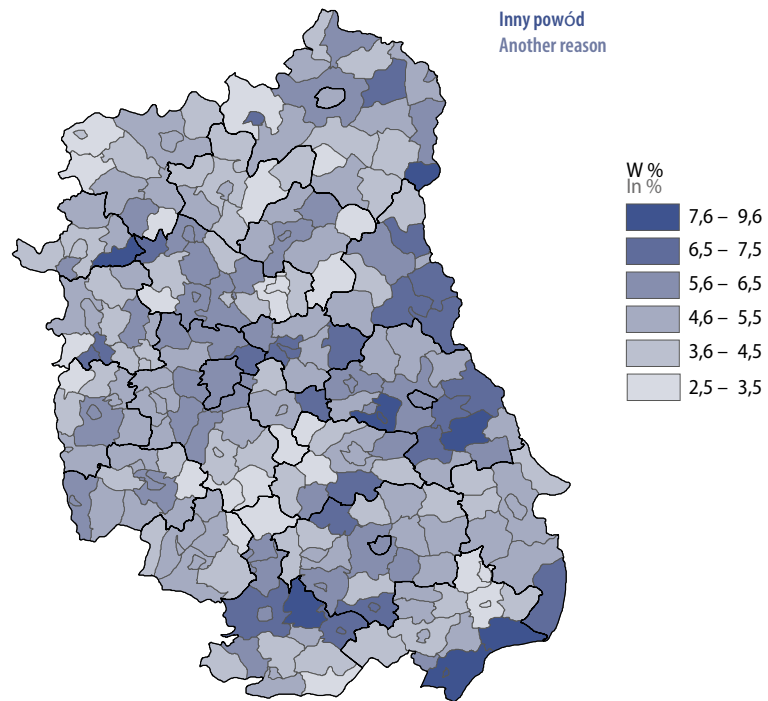 Inny powód
Another reason
W %
In %
7,6 – 9,6
6,5 – 7,5
5,6 – 6,5
4,6 – 5,5
3,6 – 4,5
2,5 – 3,5